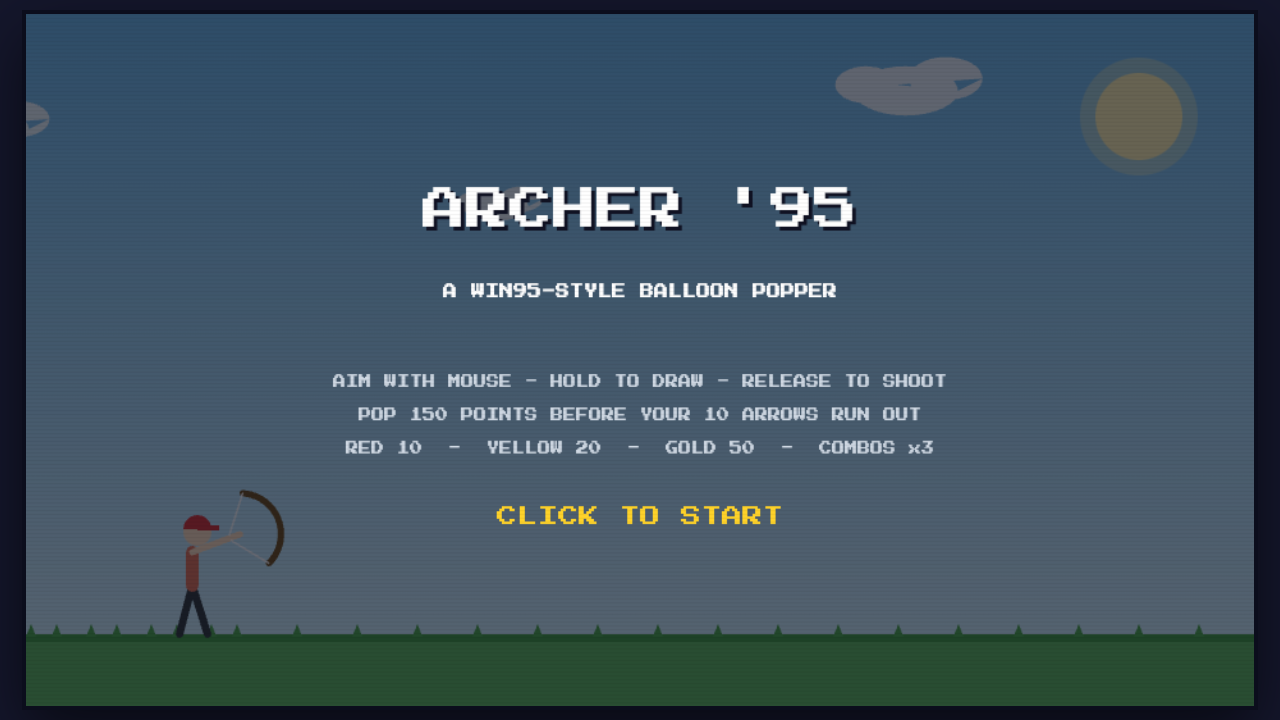 ARCHER '95
A WIN95-STYLE BALLOON POPPER
AIM WITH MOUSE - HOLD TO DRAW - RELEASE TO SHOOT
POP 150 POINTS BEFORE YOUR 10 ARROWS RUN OUT
RED 10 - YELLOW 20 - GOLD 50 - COMBOS x3
CLICK TO START